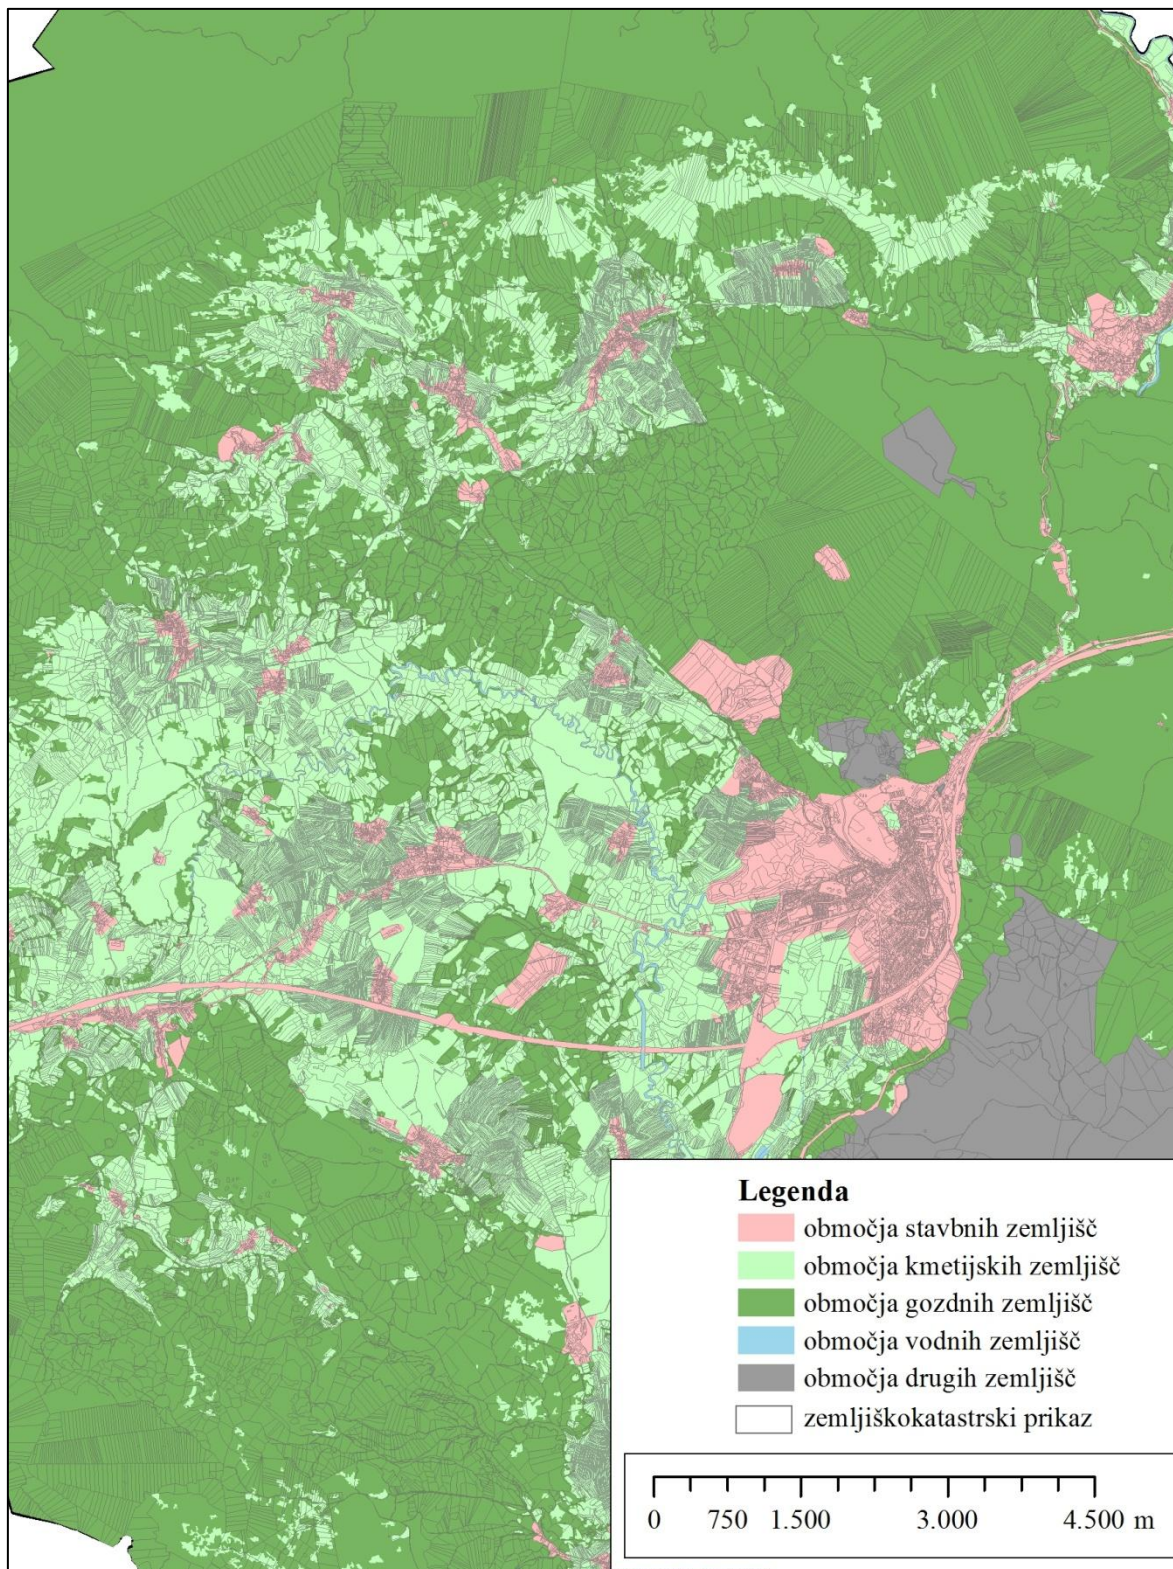 Legenda
območja stavbnih zemljišč
območja kmetijskih zemljišč
območja gozdnih zemljišč
območja vodnih zemljišč
območja drugih zemljišč
zemljiškokatastrski prikaz
0 750 1.500 3.000 4.500 m